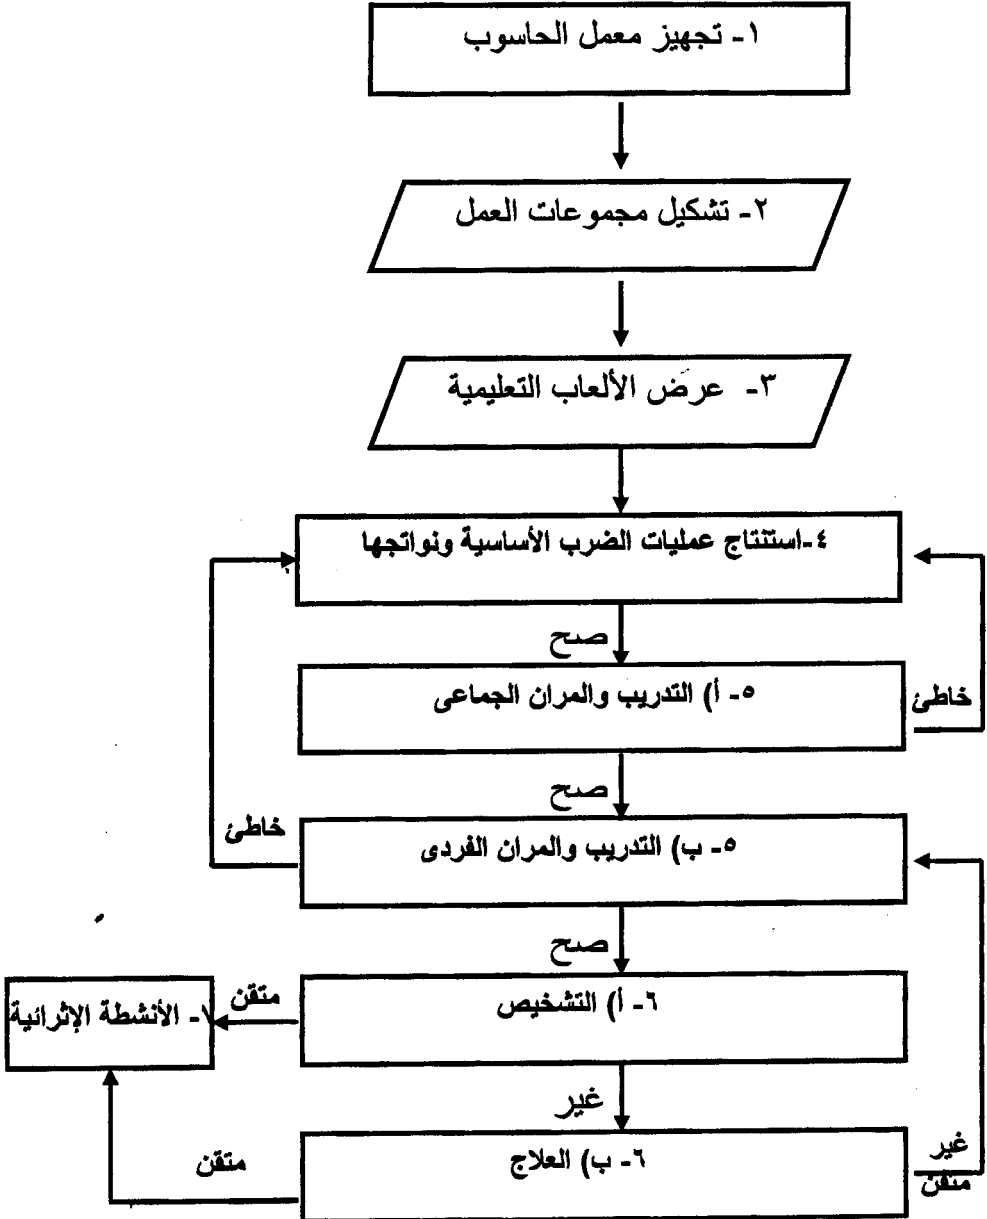 ١- تجهيز معمل الحاسوب
٢- تشكيل مجموعات العمل
٣- عرض الألعاب التعليمية
٤-استنتاج عمليات الضرب الأساسية ونواتجها
صح
٥- أ) التدريب والمران الجماعى
خاطئ
صح
٥- ب) التدريب والمران الفردى
خاطئ
صح
٦- أ) التشخيص
متقن
٧- الأنشطة الإثرائية
غير
٦- ب) العلاج
متقن
غير
متقن